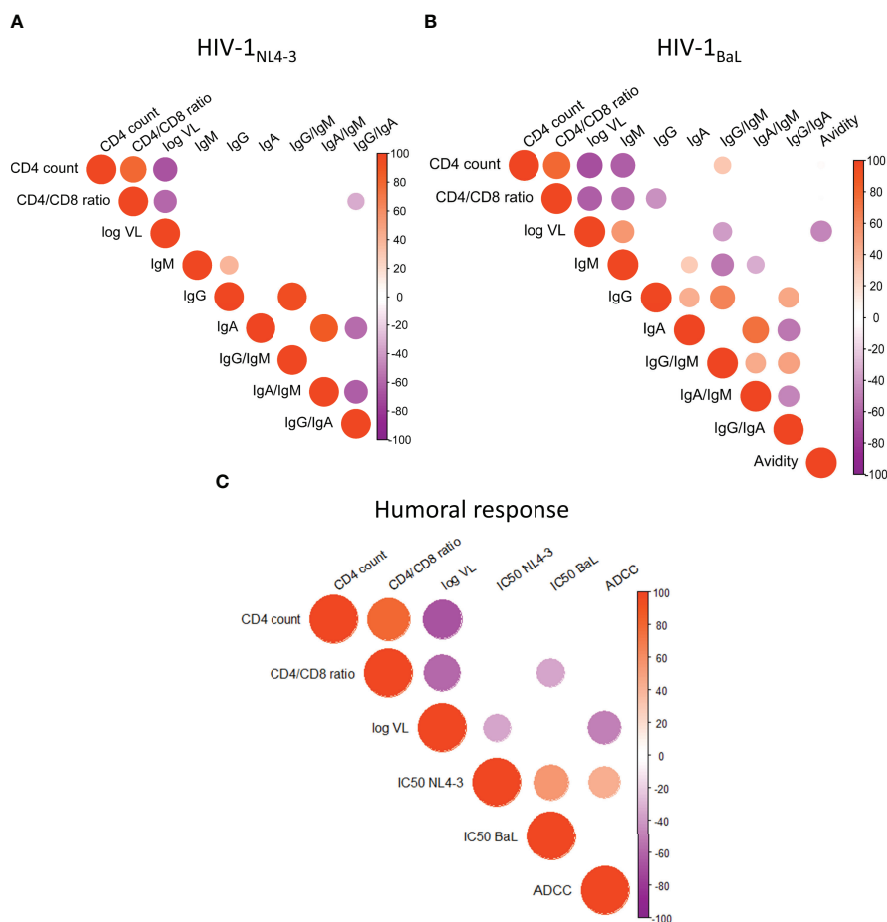 A
HIV-1NL4-3
CD4 count
CD4/CD8 ratio
log VL
IgM
IgG
IgA
IgG/IgM
IgA/IgM
IgG/IgA
CD4 count
CD4/CD8 ratio
log VL
IgM
IgG
IgA
IgG/IgM
IgA/IgM
IgG/IgA
100
80
60
40
20
0
-20
-40
-60
-80
-100
B
HIV-1BaL
CD4 count
CD4/CD8 ratio
log VL
IgM
IgG
IgA
IgG/IgM
IgA/IgM
IgG/IgA
Avidity
CD4 count
CD4/CD8 ratio
log VL
IgM
IgG
IgA
IgG/IgM
IgA/IgM
IgG/IgA
Avidity
100
80
60
40
20
0
-20
-40
-60
-80
-100
C
Humoral response
CD4 count
CD4/CD8 ratio
log VL
IC50 NL4-3
IC50 BaL
ADCC
CD4 count
CD4/CD8 ratio
log VL
IC50 NL4-3
IC50 BaL
ADCC
100
80
60
40
20
0
-20
-40
-60
-80
-100